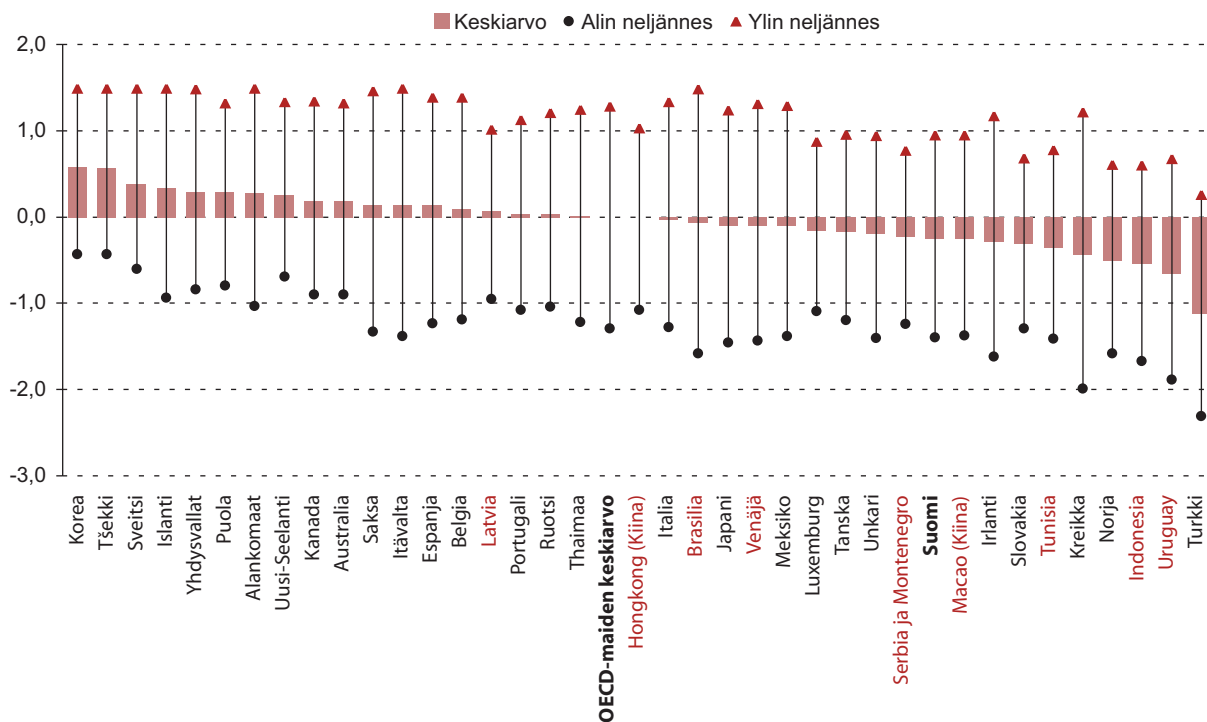 Keskiarvo Alin neljännes Ylin neljännes
2,0
1,0
0,0
-1,0
-2,0
-3,0
Korea
Tšekki
Sveitsi
Islanti
Yhdysvallat
Puola
Alankomaat
Uusi-Seelanti
Kanada
Australia
Saksa
Itävalta
Espanja
Belgia
Latvia
Portugali
Ruotsi
Thaimaa
OECD-maiden keskiarvo
Hongkong (Kiina)
Italia
Brasilia
Japani
Venäjä
Meksiko
Luxemburg
Tanska
Unkari
Serbia ja Montenegro
Suomi
Macao (Kiina)
Irlanti
Slovakia
Tunisia
Kreikka
Norja
Indonesia
Uruguay
Turkki